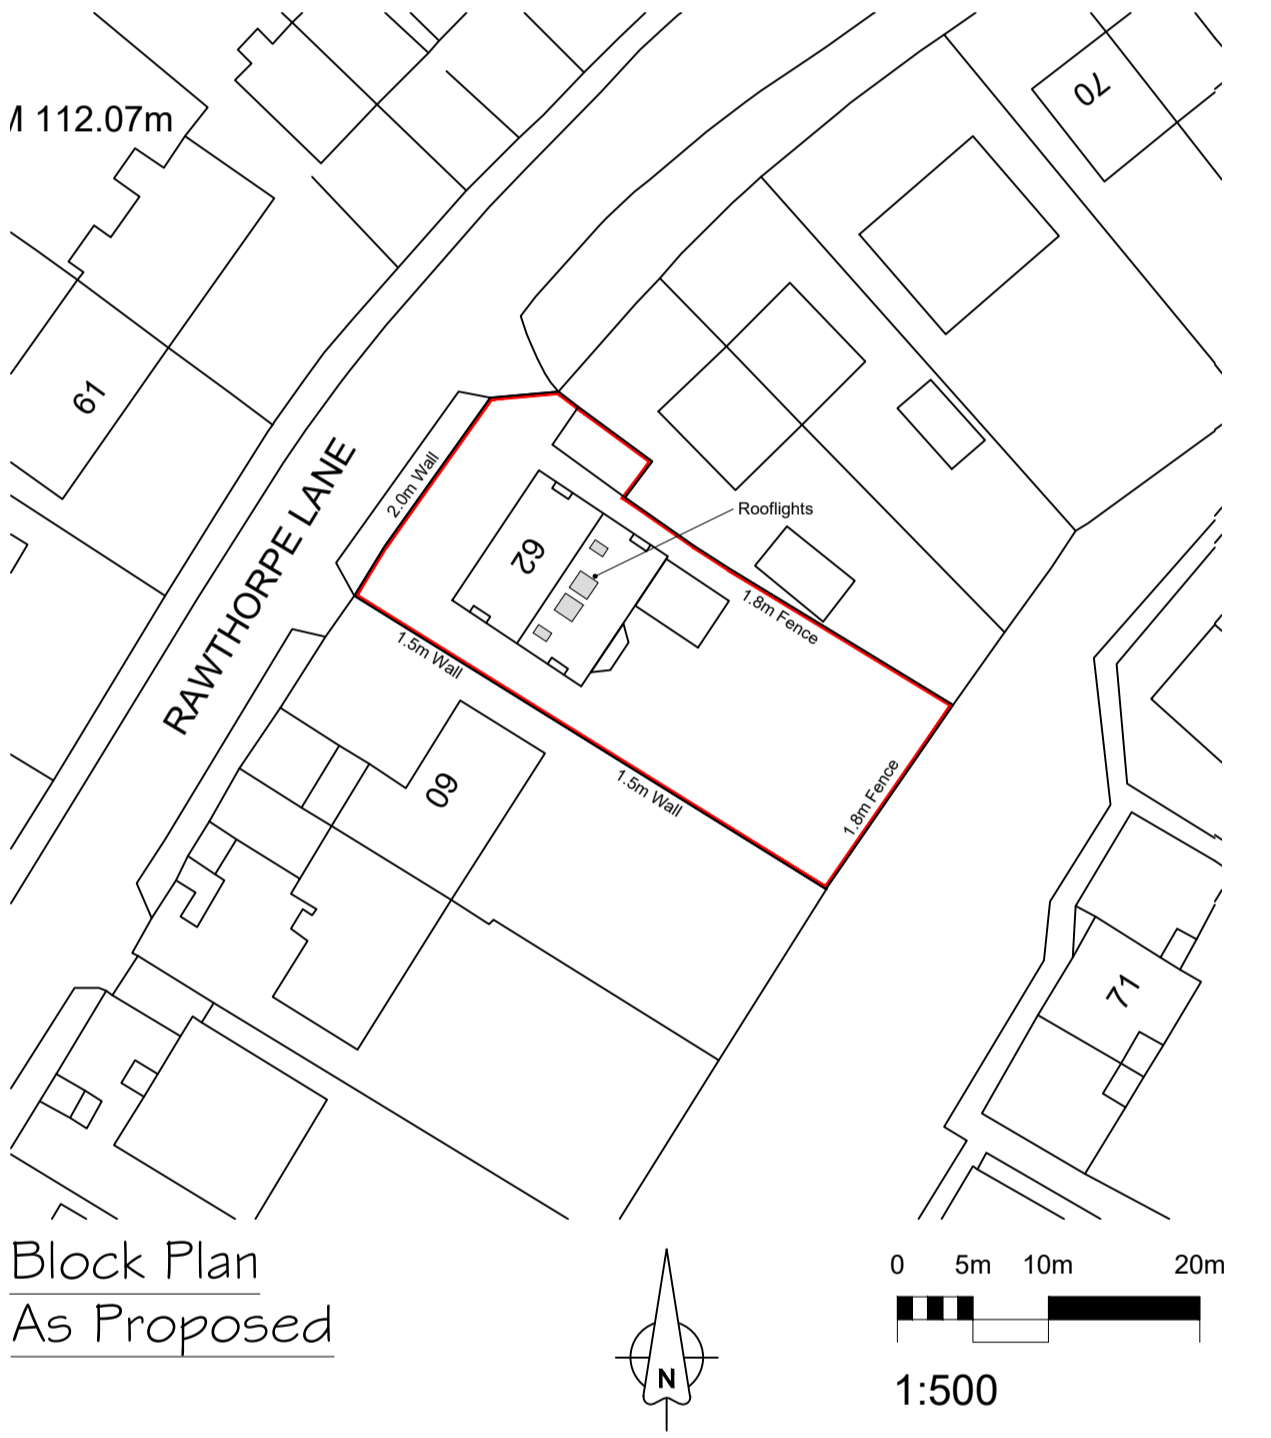 70
112.07m
61
2.0m Wall
RAWTHORPE LANE
Rooflights
62
1.8m Fence
1.5m Wall
60
1.5m Wall
1.8m Fence
71
Block Plan
As Proposed
N
0 5m 10m 20m
1:500